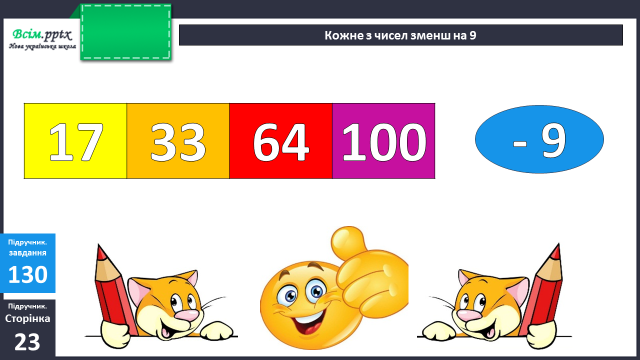 Всім.pptx
Нова українська школа
Кожне з чисел зменш на 9
17 33 64 100 - 9
Підручник.
завдання
130
Підручник.
Сторінка
23